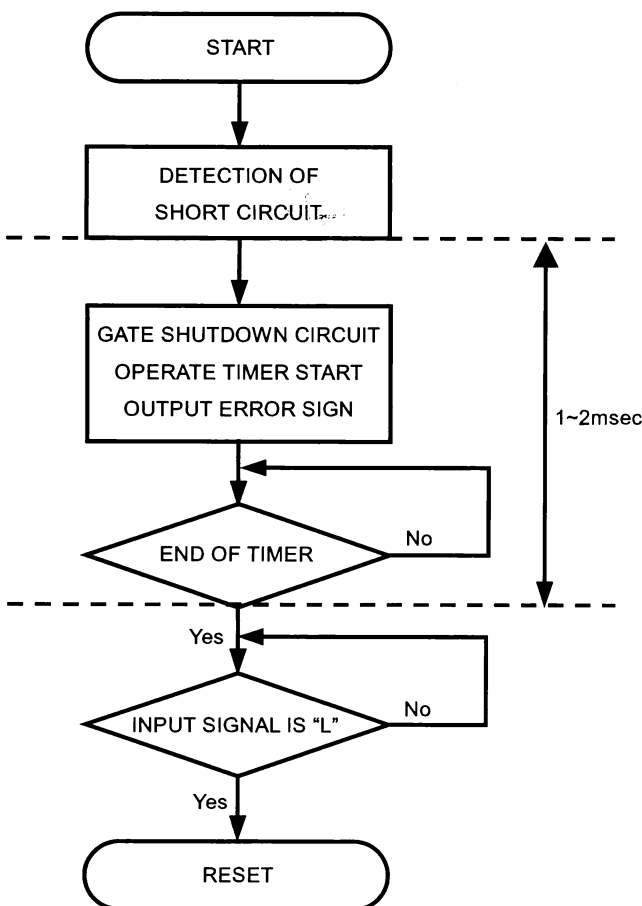 START
DETECTION OF
SHORT CIRCUIT
GATE SHUTDOWN CIRCUIT
OPERATE TIMER START
OUTPUT ERROR SIGN
1~2msec
END OF TIMER
No
Yes
INPUT SIGNAL IS “L”
No
Yes
RESET